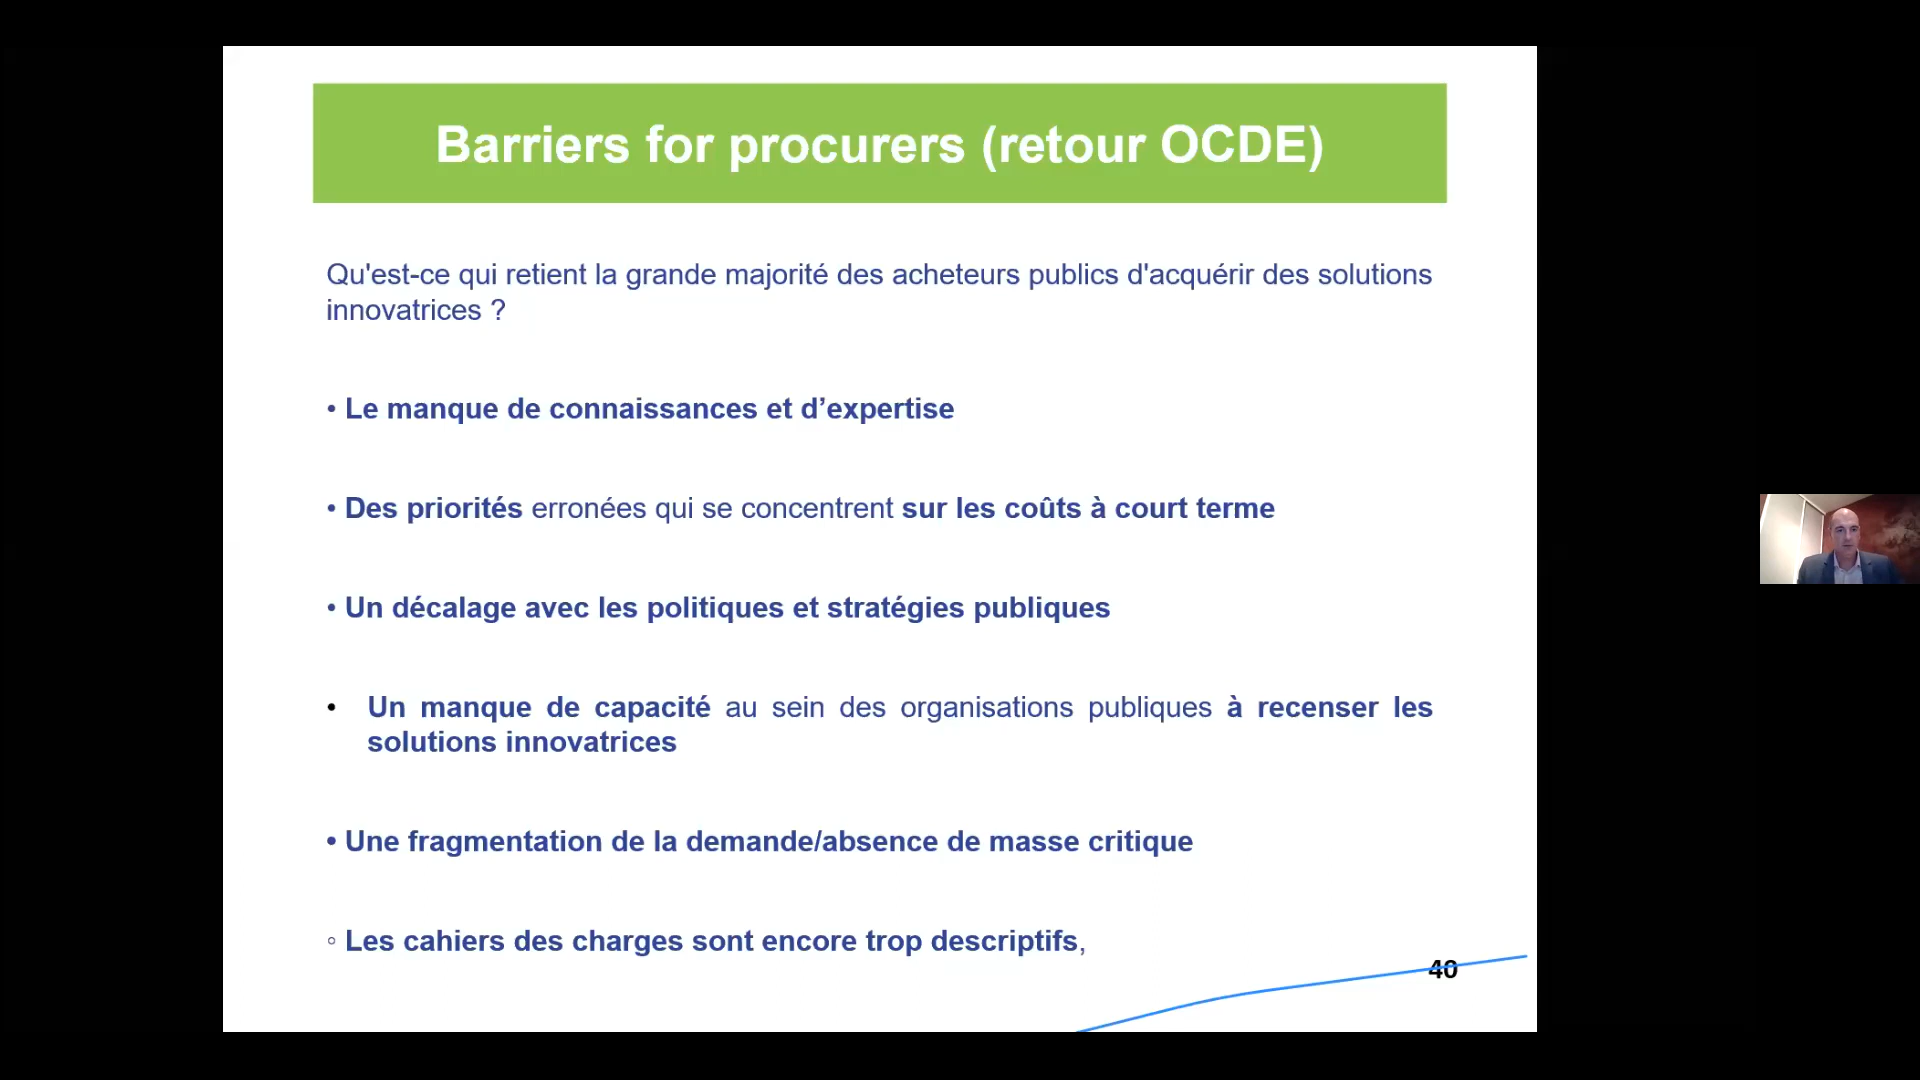 Barriers for procurers (retour OCDE)
Qu'est-ce qui retient la grande majorité des acheteurs publics d'acquérir des solutions
innovatrices ?
• Le manque de connaissances et d’expertise
• Des priorités erronées qui se concentrent sur les coûts à court terme
• Un décalage avec les politiques et stratégies publiques
• Un manque de capacité au sein des organisations publiques à recenser les
solutions innovatrices
• Une fragmentation de la demande/absence de masse critique
◦ Les cahiers des charges sont encore trop descriptifs,
40